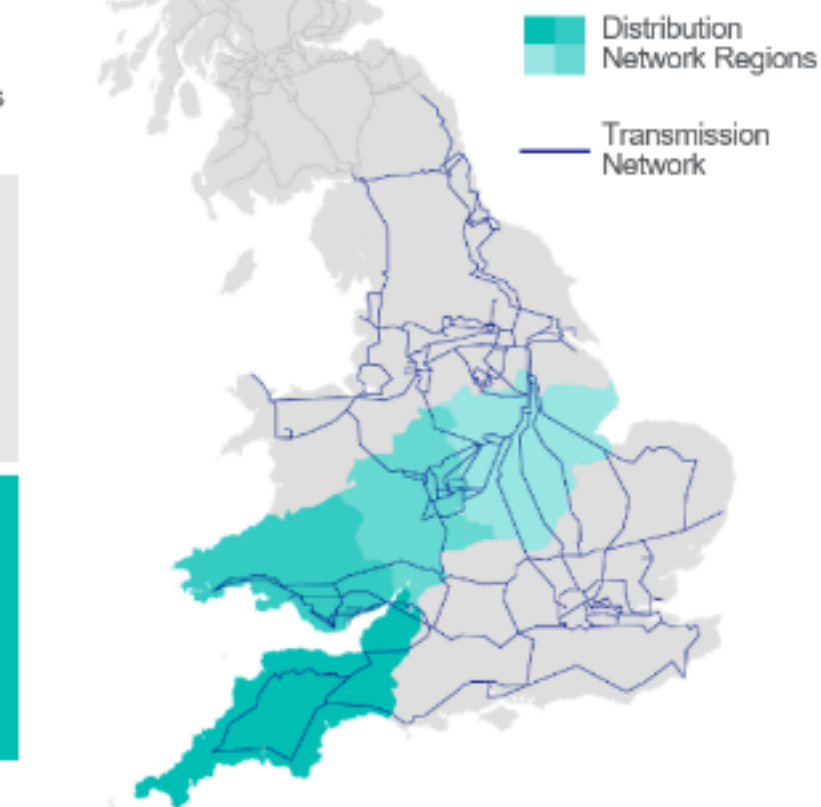 Distribution
Network Regions
s
Transmission
Network